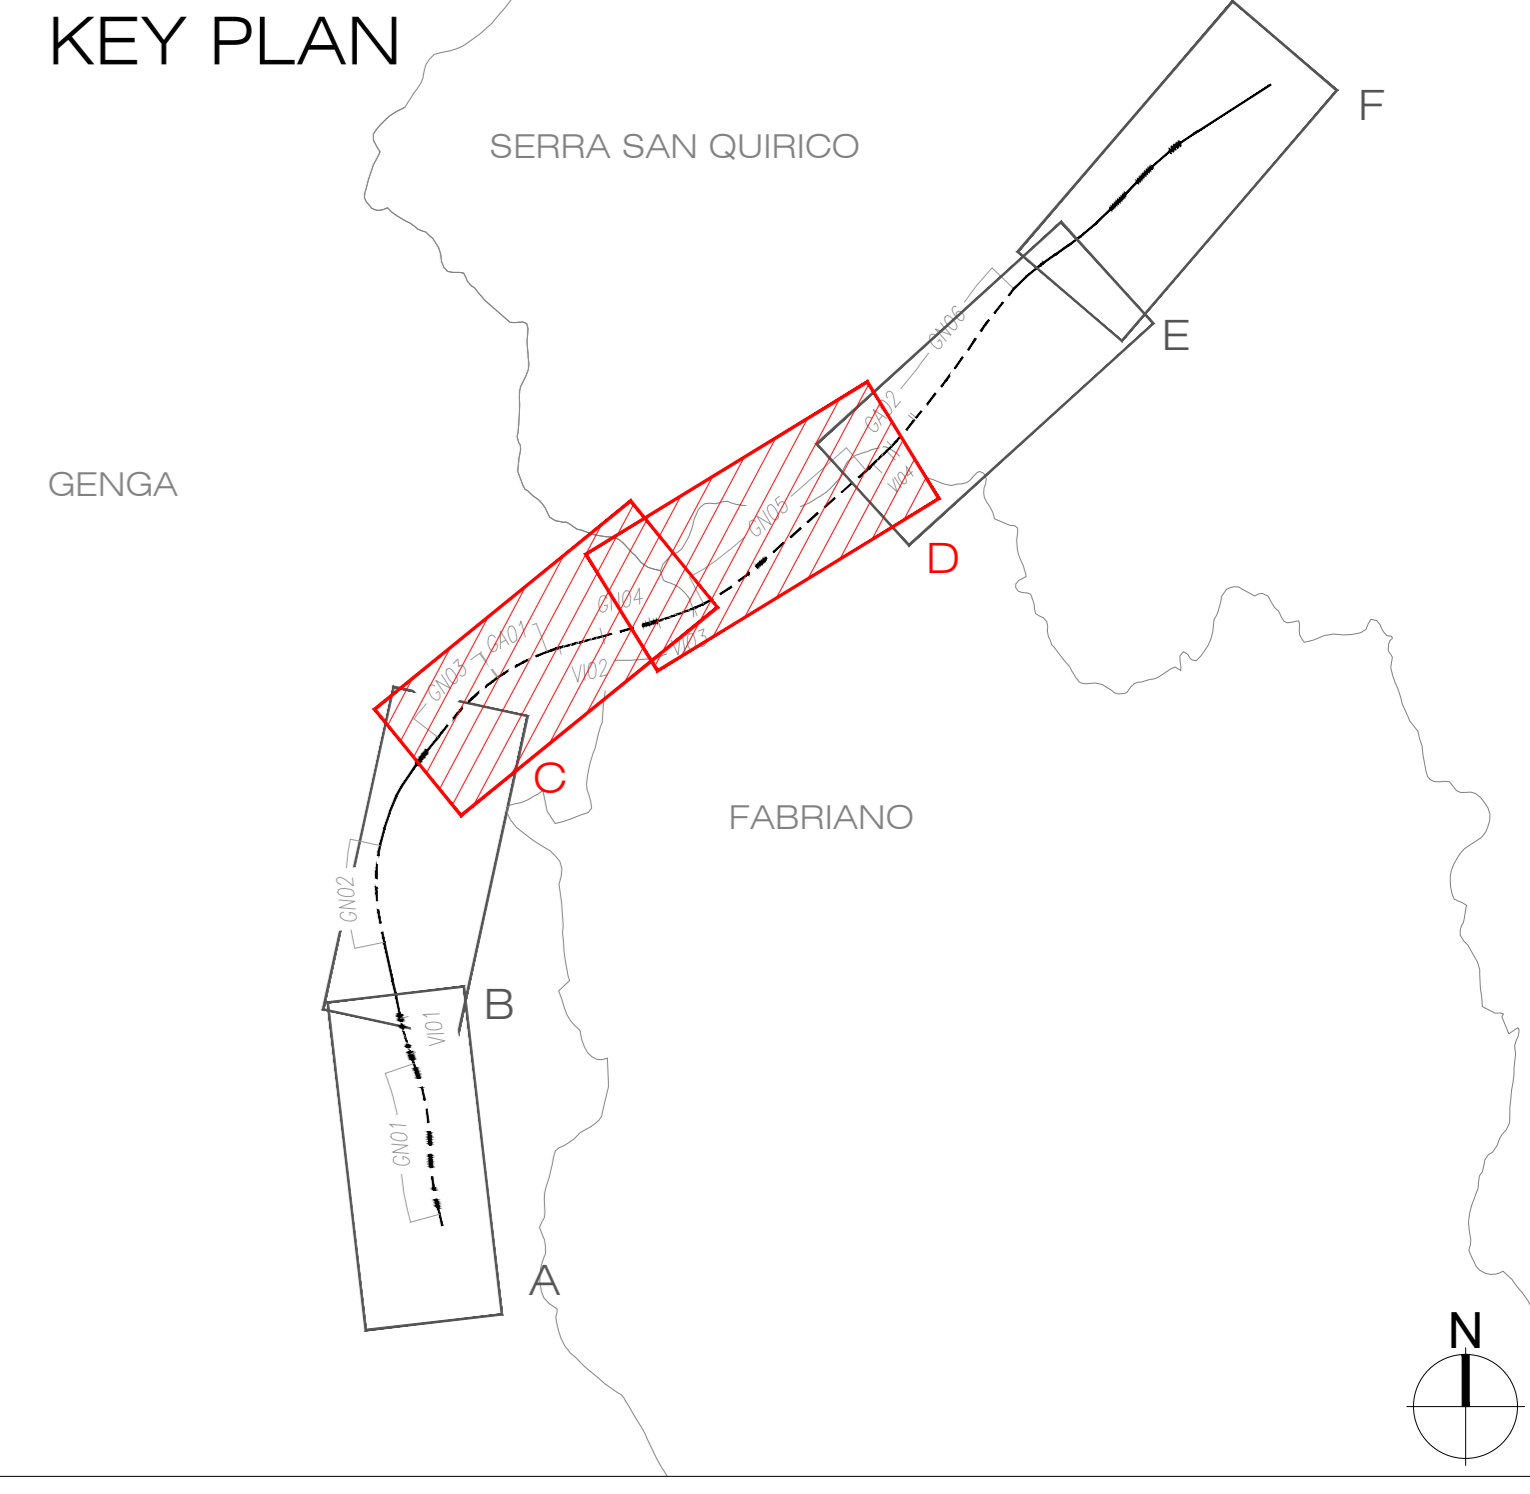 KEY PLAN
F
SERRA SAN QUIRICO
GN06
E
GA02
GENGA
VI04
GN05
D
GN04
GA01
VI03
GN03
VI02
C
FABRIANO
GN02
B
VI01
GN01
A
N